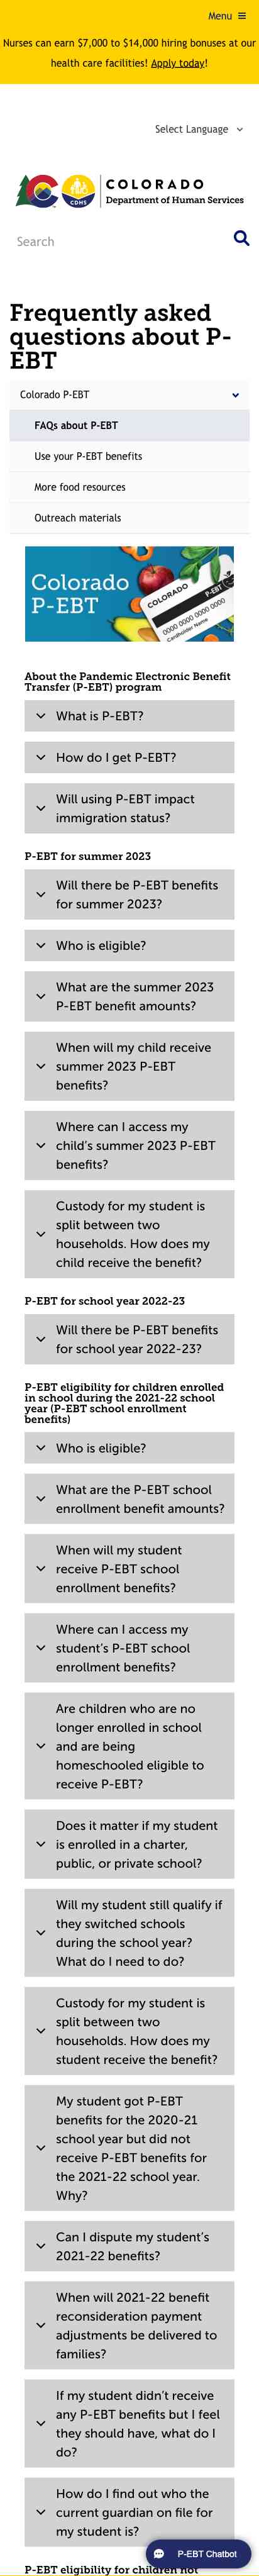 Menu
Nurses can earn $7,000 to $14,000 hiring bonuses at our
health care facilities! Apply today!
Select Language
CDHS
COLORADO
Department of Human Services
Search
Frequently asked
questions about P-
EBT
Colorado P-EBT
FAQs about P-EBT
Use your P-EBT benefits
More food resources
Outreach materials
Colorado
P-EBT
COLORADO
P-EBT
0000 0000 0000 0000
Cardholder Name
About the Pandemic Electronic Benefit
Transfer (P-EBT) program
What is P-EBT?
How do I get P-EBT?
Will using P-EBT impact
immigration status?
P-EBT for summer 2023
Will there be P-EBT benefits
for summer 2023?
Who is eligible?
What are the summer 2023
P-EBT benefit amounts?
When will my child receive
summer 2023 P-EBT
benefits?
Where can I access my
child's summer 2023 P-EBT
benefits?
Custody for my student is
split between two
households. How does my
child receive the benefit?
P-EBT for school year 2022-23
Will there be P-EBT benefits
for school year 2022-23?
P-EBT eligibility for children enrolled
in school during the 2021-22 school
year (P-EBT school enrollment
benefits)
Who is eligible?
What are the P-EBT school
enrollment benefit amounts?
When will my student
receive P-EBT school
enrollment benefits?
Where can I access my
student's P-EBT school
enrollment benefits?
Are children who are no
longer enrolled in school
and are being
homeschooled eligible to
receive P-EBT?
Does it matter if my student
is enrolled in a charter,
public, or private school?
Will my student still qualify if
they switched schools
during the school year?
What do I need to do?
Custody for my student is
split between two
households. How does my
student receive the benefit?
My student got P-EBT
benefits for the 2020-21
school year but did not
receive P-EBT benefits for
the 2021-22 school year.
Why?
Can I dispute my student's
2021-22 benefits?
When will 2021-22 benefit
reconsideration payment
adjustments be delivered to
families?
If my student didn't receive
any P-EBT benefits but I feel
they should have, what do I
do?
How do I find out who the
current guardian on file for
my student is?
P-EBT Chatbot
P-EBT eligibility for children not